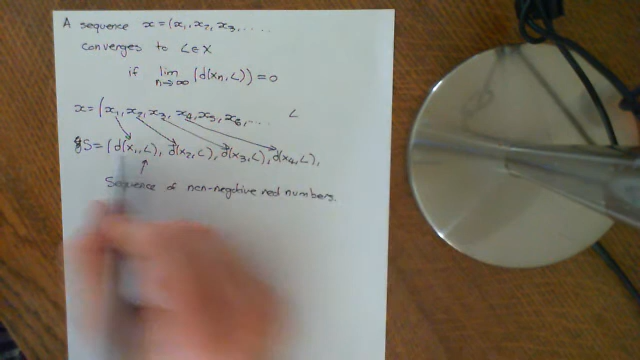 A sequence x=(x₁,x₂,x₃,....
converges to L∈X
if lim n→∞ (d(xₙ,L))=0
x=(x₁,x₂,x₃,x₄,x₅,x₆,... L
S=(d(x₁,L), d(x₂,L), d(x₃,L), d(x₄,L),
Sequence of non-negative real numbers.